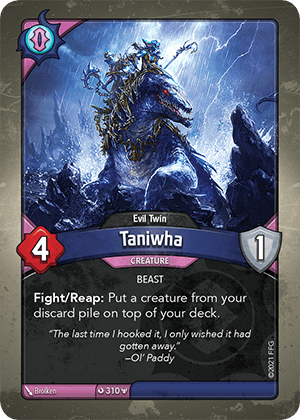 Evil Twin
Taniwha
4
1
CREATURE
BEAST
Fight/Reap: Put a creature from your
discard pile on top of your deck.
"The last time I hooked it, I only wished it had
gotten away."
–Ol' Paddy
©2021 FFG
Brolken
310